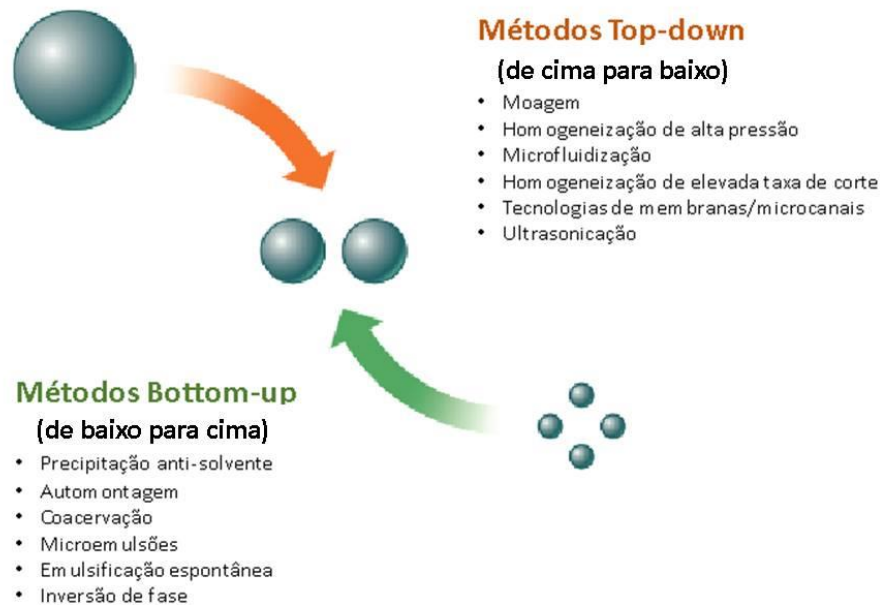 Métodos Top-down
(de cima para baixo)
• Moagem
• Homogeneização de alta pressão
• Microfluidização
• Homogeneização de elevada taxa de corte
• Tecnologias de membranas/microcanais
• Ultrasonicação
Métodos Bottom-up
(de baixo para cima)
• Precipitação anti-solvente
• Automontagem
• Coacervação
• Microemulsões
• Emulsificação espontânea
• Inversão de fase